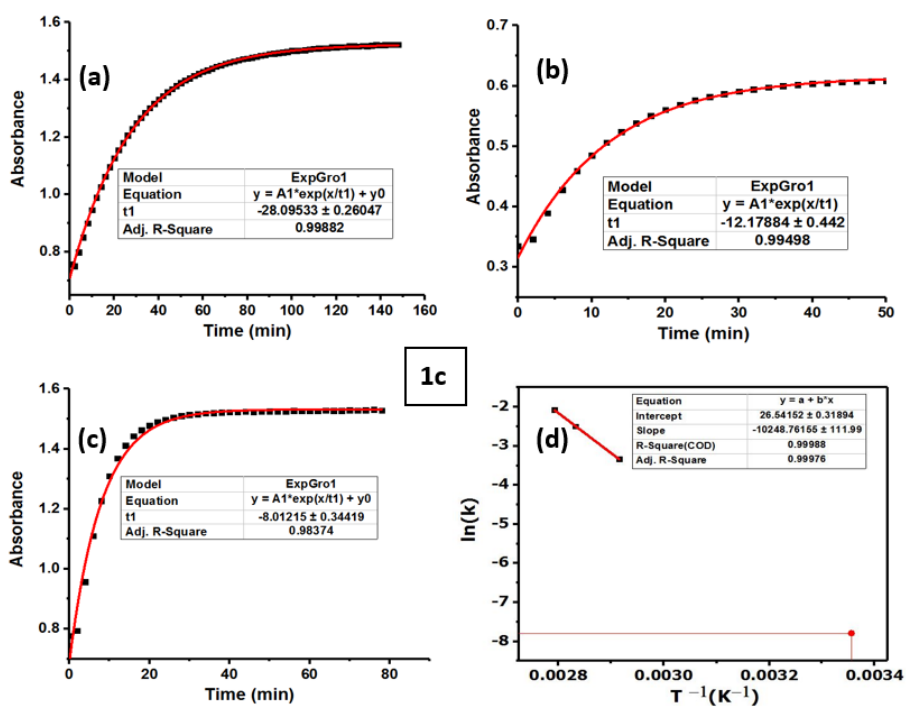 (a)
Absorbance
1.6
1.4
1.2
1.0
0.8
Model ExpGro1
Equation y = A1*exp(x/t1) + y0
t1 -28.09533 ± 0.26047
Adj. R-Square 0.99882
0 20 40 60 80 100 120 140 160
Time (min)
(b)
Absorbance
0.7
0.6
0.5
0.4
0.3
Model ExpGro1
Equation y = A1*exp(x/t1)
t1 -12.17884 ± 0.442
Adj. R-Square 0.99498
0 10 20 30 40 50
Time (min)
1c
(c)
Absorbance
1.6
1.4
1.2
1.0
0.8
Model ExpGro1
Equation y = A1*exp(x/t1) + y0
t1 -8.01215 ± 0.34419
Adj. R-Square 0.98374
0 20 40 60 80
Time (min)
(d)
ln(k)
-2
-3
-4
-5
-6
-7
-8
Equation y = a + b*x
Intercept 26.54152 ± 0.31894
Slope -10248.76155 ± 111.99
R-Square(COD) 0.99988
Adj. R-Square 0.99976
0.0028 0.0030 0.0032 0.0034
T ⁻¹(K⁻¹)